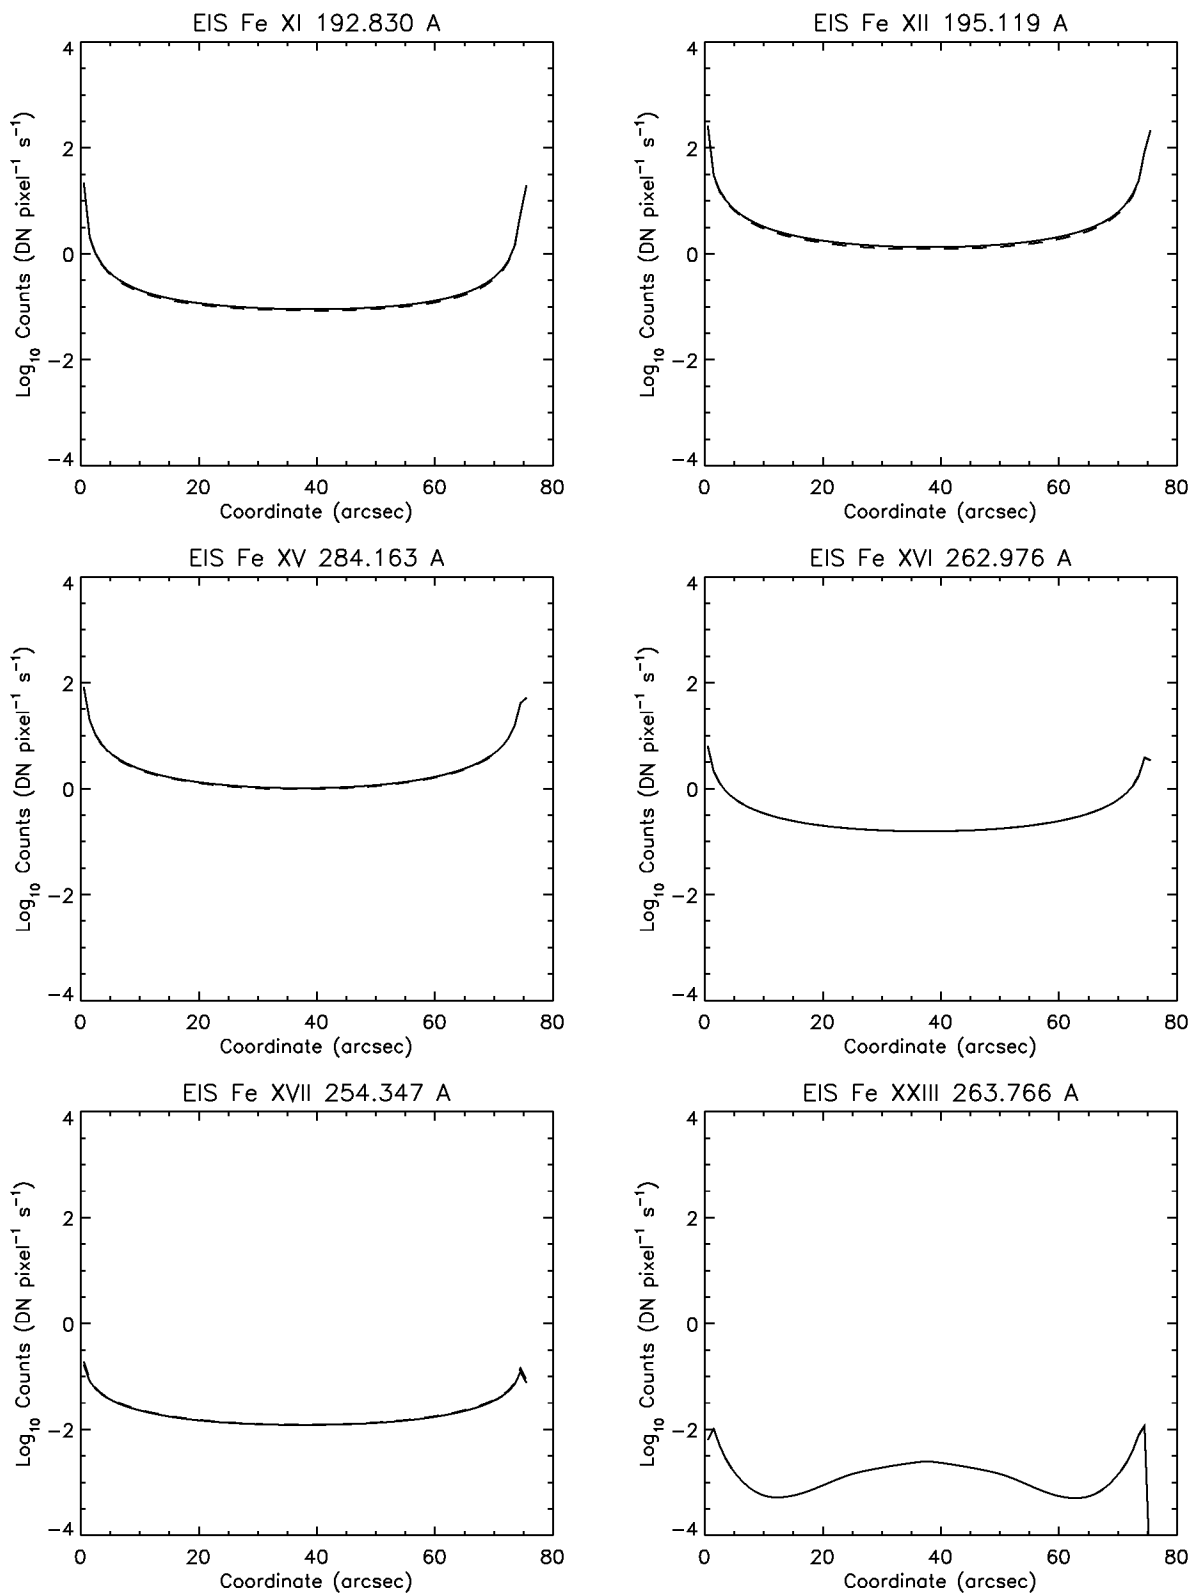 EIS Fe XI 192.830 A
4
2
0
−2
−4
Log₁₀ Counts (DN pixel⁻¹ s⁻¹)
0 20 40 60 80
Coordinate (arcsec)
EIS Fe XII 195.119 A
4
2
0
−2
−4
Log₁₀ Counts (DN pixel⁻¹ s⁻¹)
0 20 40 60 80
Coordinate (arcsec)
EIS Fe XV 284.163 A
4
2
0
−2
−4
Log₁₀ Counts (DN pixel⁻¹ s⁻¹)
0 20 40 60 80
Coordinate (arcsec)
EIS Fe XVI 262.976 A
4
2
0
−2
−4
Log₁₀ Counts (DN pixel⁻¹ s⁻¹)
0 20 40 60 80
Coordinate (arcsec)
EIS Fe XVII 254.347 A
4
2
0
−2
−4
Log₁₀ Counts (DN pixel⁻¹ s⁻¹)
0 20 40 60 80
Coordinate (arcsec)
EIS Fe XXIII 263.766 A
4
2
0
−2
−4
Log₁₀ Counts (DN pixel⁻¹ s⁻¹)
0 20 40 60 80
Coordinate (arcsec)